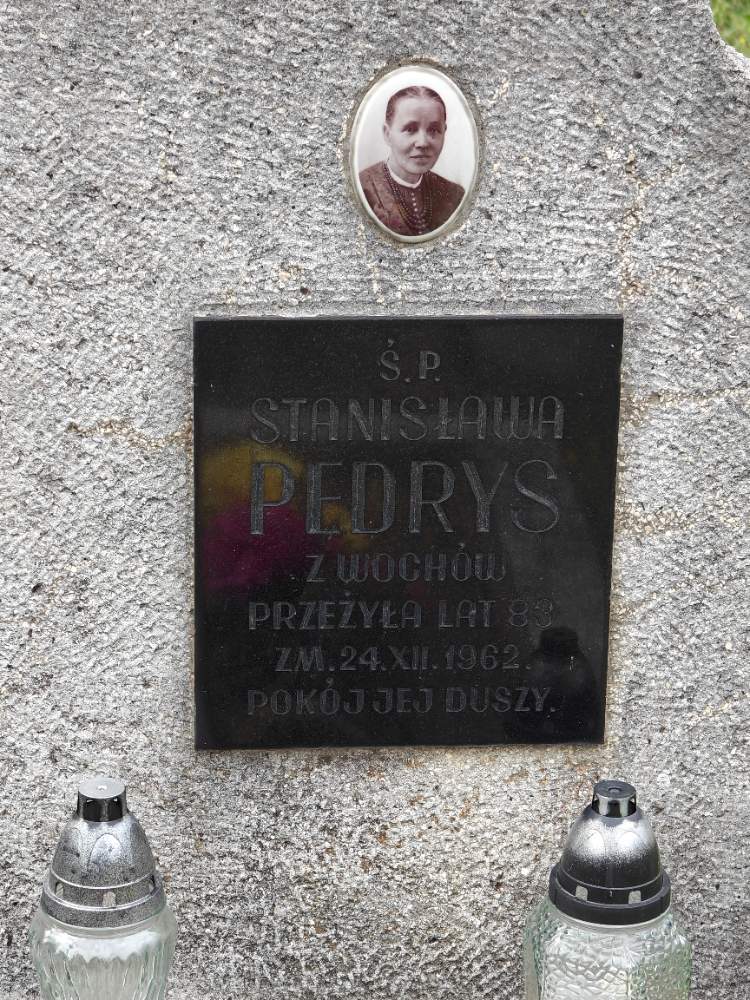 Ś.P.
STANISŁAWA
PEDRYS
Z WOCHÓW
PRZEŻYŁA LAT 83
ZM. 24.XII.1962.
POKÓJ JEJ DUSZY.